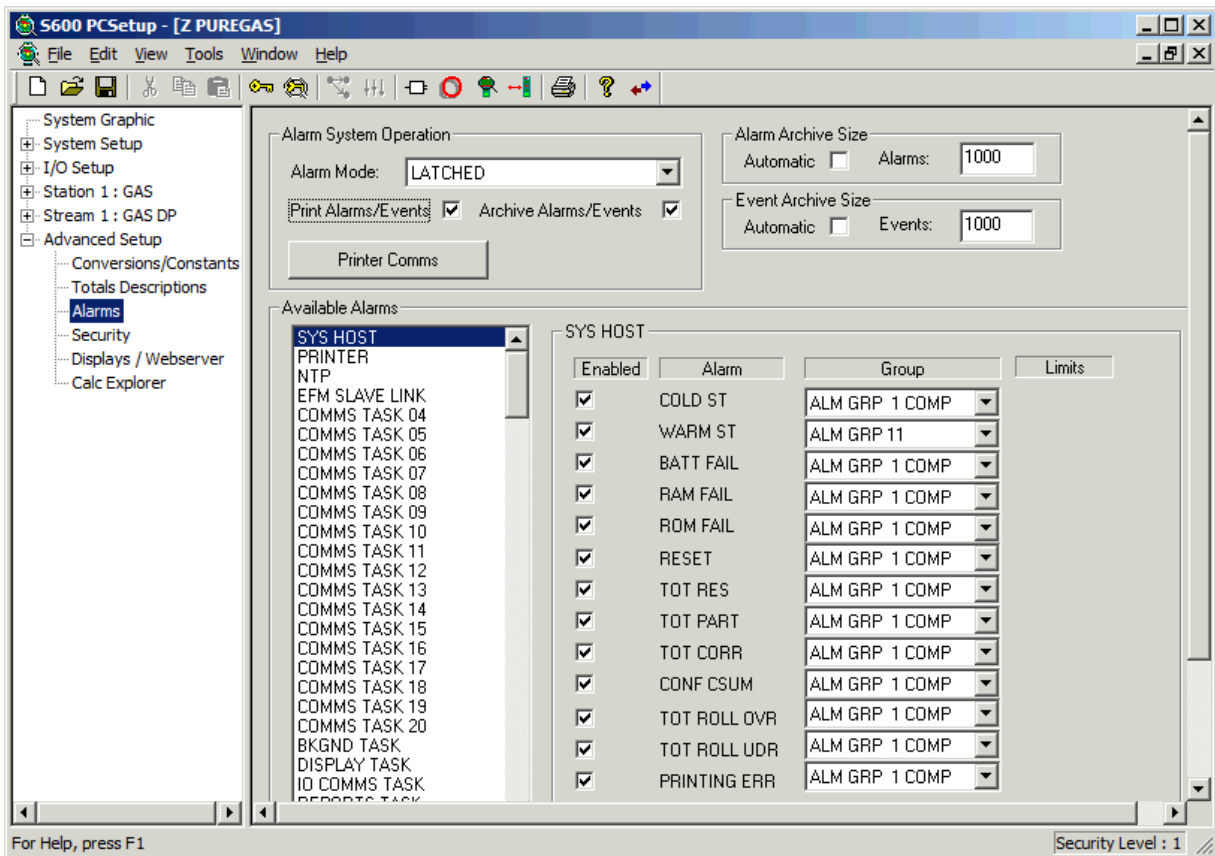 S600 PCSetup - [Z PUREGAS]
File Edit View Tools Window Help
System Graphic
System Setup
I/O Setup
Station 1 : GAS
Stream 1 : GAS DP
Advanced Setup
Conversions/Constants
Totals Descriptions
Alarms
Security
Displays / Webserver
Calc Explorer
Alarm System Operation
Alarm Mode: LATCHED
Print Alarms/Events Archive Alarms/Events
Printer Comms
Alarm Archive Size
Automatic Alarms: 1000
Event Archive Size
Automatic Events: 1000
Available Alarms
SYS HOST
PRINTER
NTP
EFM SLAVE LINK
COMMS TASK 04
COMMS TASK 05
COMMS TASK 06
COMMS TASK 07
COMMS TASK 08
COMMS TASK 09
COMMS TASK 10
COMMS TASK 11
COMMS TASK 12
COMMS TASK 13
COMMS TASK 14
COMMS TASK 15
COMMS TASK 16
COMMS TASK 17
COMMS TASK 18
COMMS TASK 19
COMMS TASK 20
BKGND TASK
DISPLAY TASK
IO COMMS TASK
REPORTS TASK
SYS HOST
Enabled Alarm Group Limits
COLD ST ALM GRP 1 COMP
WARM ST ALM GRP 11
BATT FAIL ALM GRP 1 COMP
RAM FAIL ALM GRP 1 COMP
ROM FAIL ALM GRP 1 COMP
RESET ALM GRP 1 COMP
TOT RES ALM GRP 1 COMP
TOT PART ALM GRP 1 COMP
TOT CORR ALM GRP 1 COMP
CONF CSUM ALM GRP 1 COMP
TOT ROLL OVR ALM GRP 1 COMP
TOT ROLL UDR ALM GRP 1 COMP
PRINTING ERR ALM GRP 1 COMP
For Help, press F1
Security Level : 1